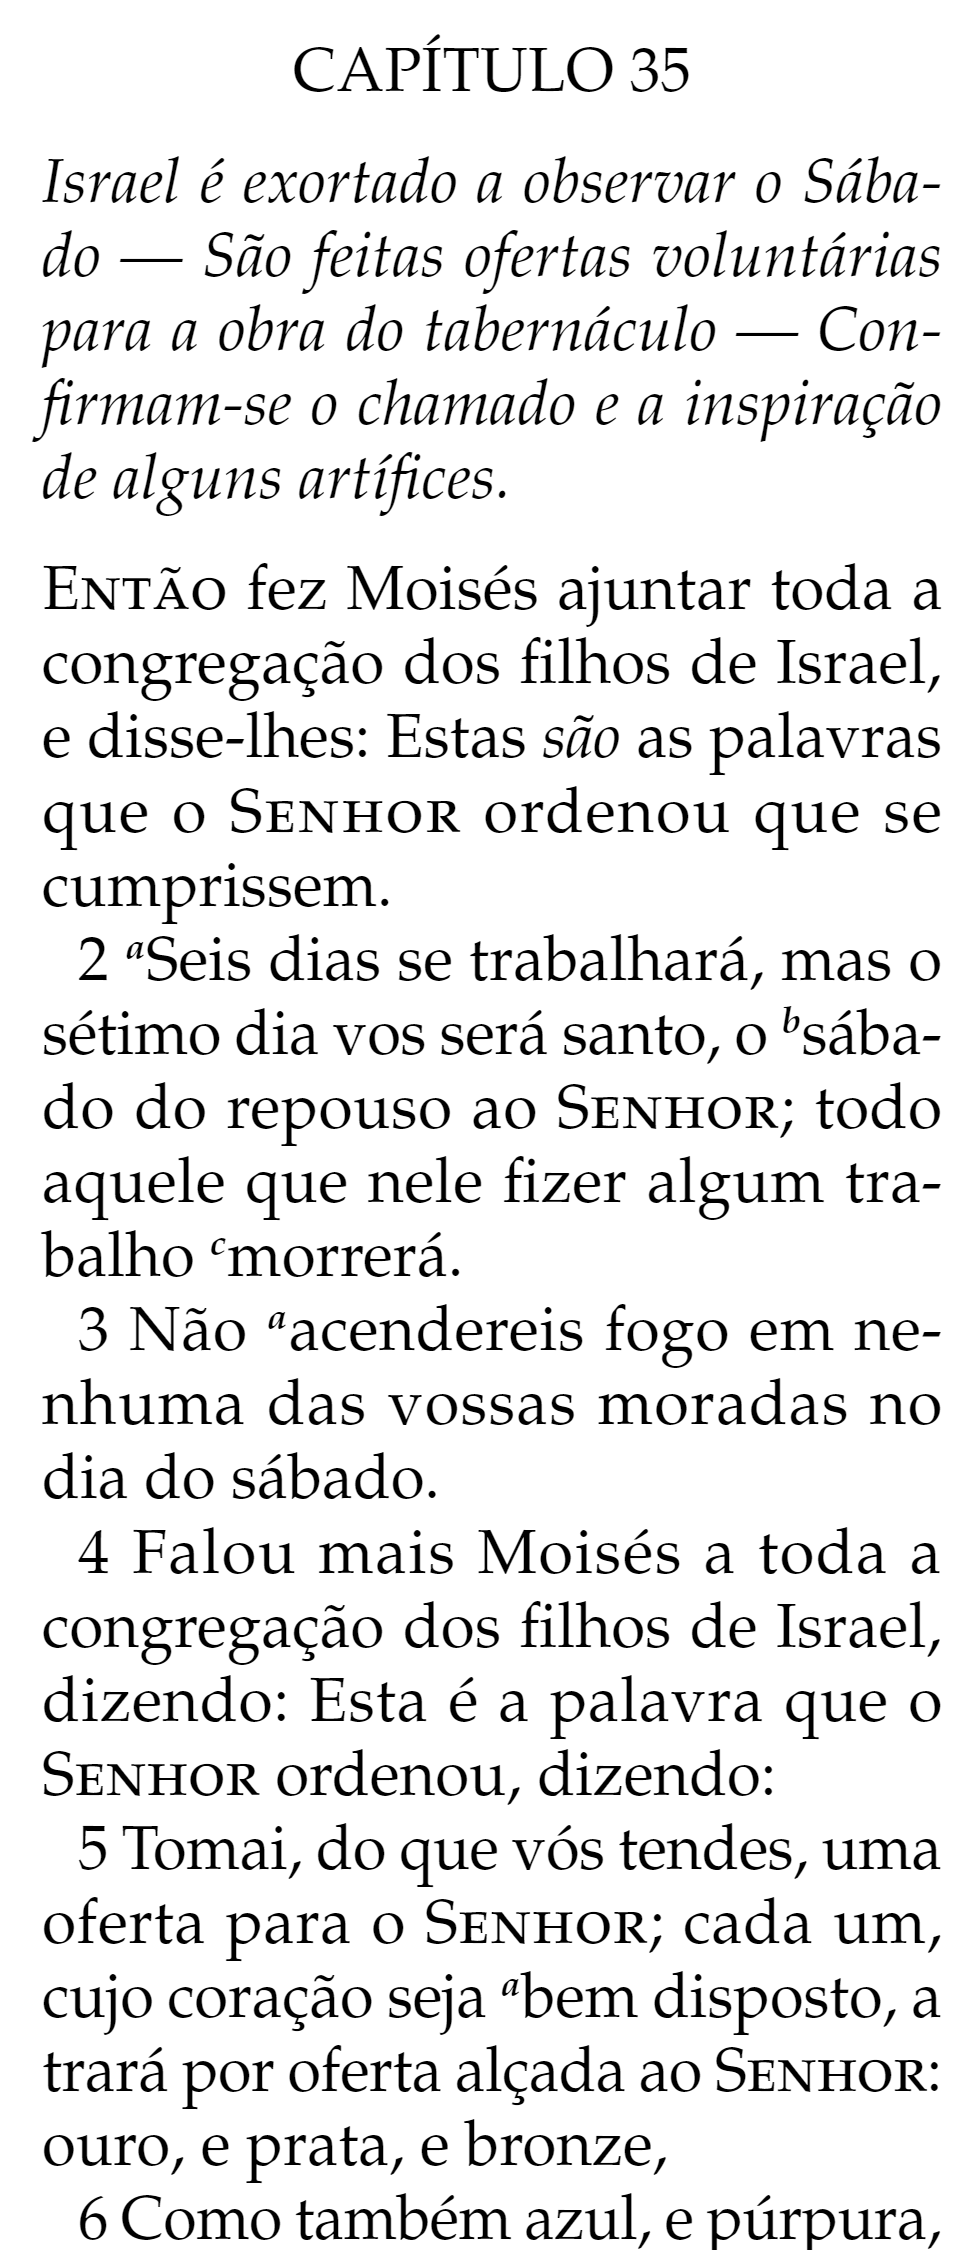 CAPÍTULO 35
Israel é exortado a observar o Sába-
do — São feitas ofertas voluntárias
para a obra do tabernáculo — Con-
firmam-se o chamado e a inspiração
de alguns artífices.
ENTÃO fez Moisés ajuntar toda a
congregação dos filhos de Israel,
e disse-lhes: Estas são as palavras
que o SENHOR ordenou que se
cumprissem.
2 aSeis dias se trabalhará, mas o
sétimo dia vos será santo, o bsába-
do do repouso ao SENHOR; todo
aquele que nele fizer algum tra-
balho cmorrerá.
3 Não aacendereis fogo em ne-
nhuma das vossas moradas no
dia do sábado.
4 Falou mais Moisés a toda a
congregação dos filhos de Israel,
dizendo: Esta é a palavra que o
SENHOR ordenou, dizendo:
5 Tomai, do que vós tendes, uma
oferta para o SENHOR; cada um,
cujo coração seja abem disposto, a
trará por oferta alçada ao SENHOR:
ouro, e prata, e bronze,
6 Como também azul, e púrpura,